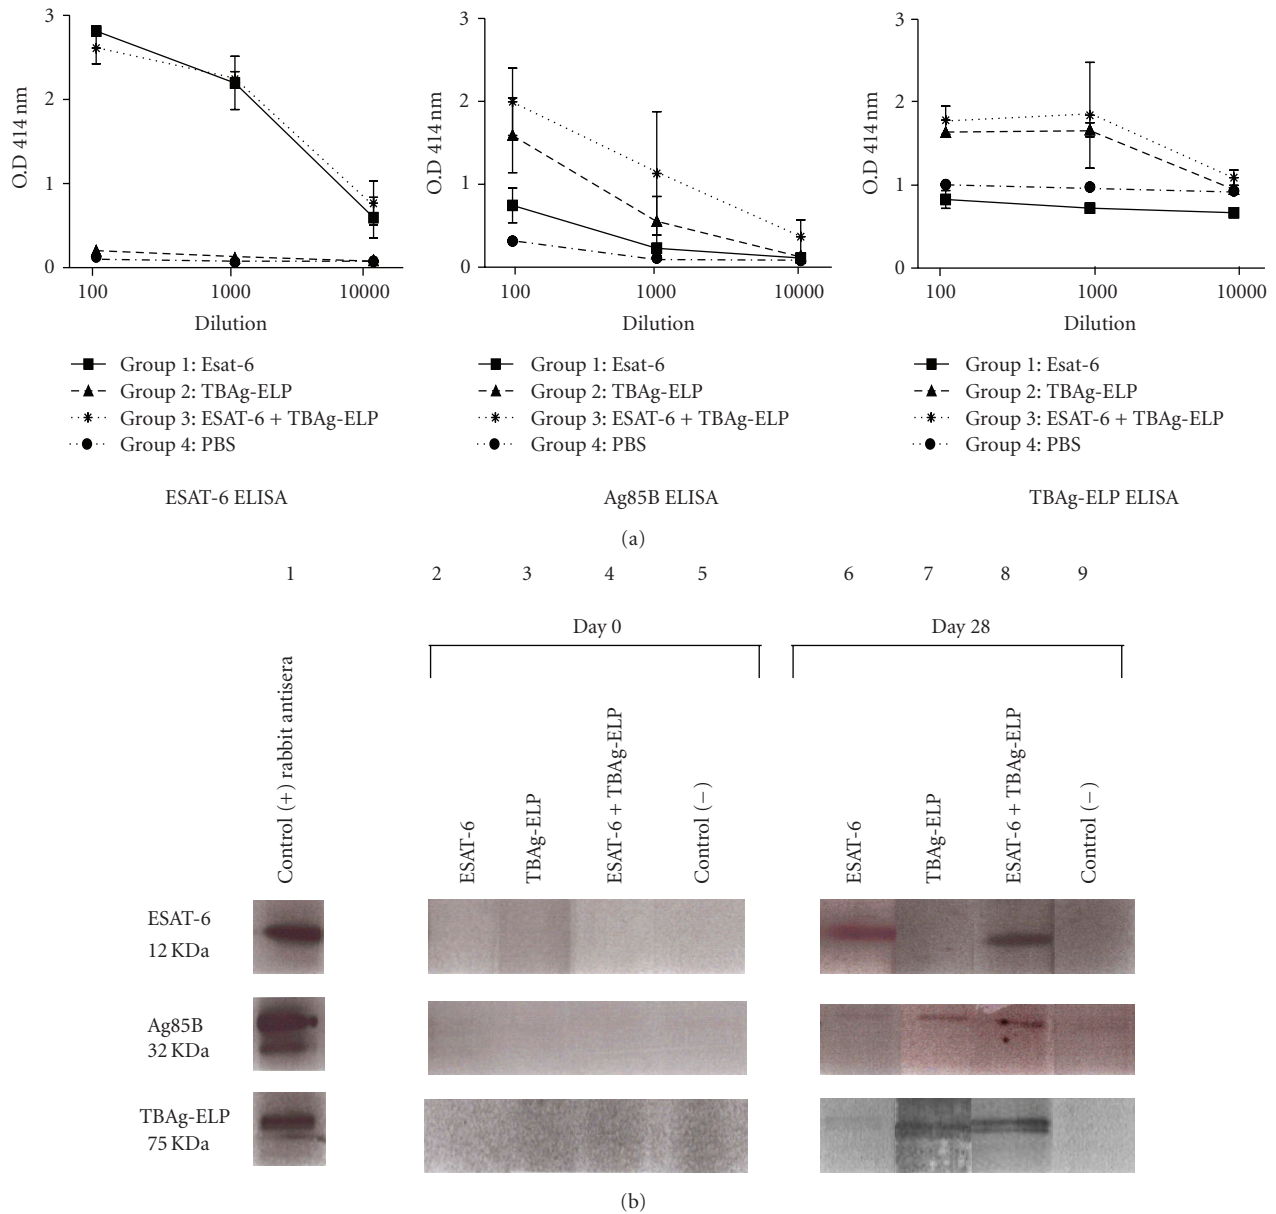 3
2
1
0
O.D 414 nm
100 1000 10000
Dilution
Group 1: Esat-6
Group 2: TBAg-ELP
Group 3: ESAT-6 + TBAg-ELP
Group 4: PBS
ESAT-6 ELISA
3
2
1
0
O.D 414 nm
100 1000 10000
Dilution
Group 1: Esat-6
Group 2: TBAg-ELP
Group 3: ESAT-6 + TBAg-ELP
Group 4: PBS
Ag85B ELISA
3
2
1
0
O.D 414 nm
100 1000 10000
Dilution
Group 1: Esat-6
Group 2: TBAg-ELP
Group 3: ESAT-6 + TBAg-ELP
Group 4: PBS
TBAg-ELP ELISA
(a)
1 2 3 4 5 6 7 8 9
Day 0
Day 28
Control (+) rabbit antisera
ESAT-6
TBAg-ELP
ESAT-6 + TBAg-ELP
Control (−)
ESAT-6
TBAg-ELP
ESAT-6 + TBAg-ELP
Control (−)
ESAT-6
12 KDa
Ag85B
32 KDa
TBAg-ELP
75 KDa
(b)